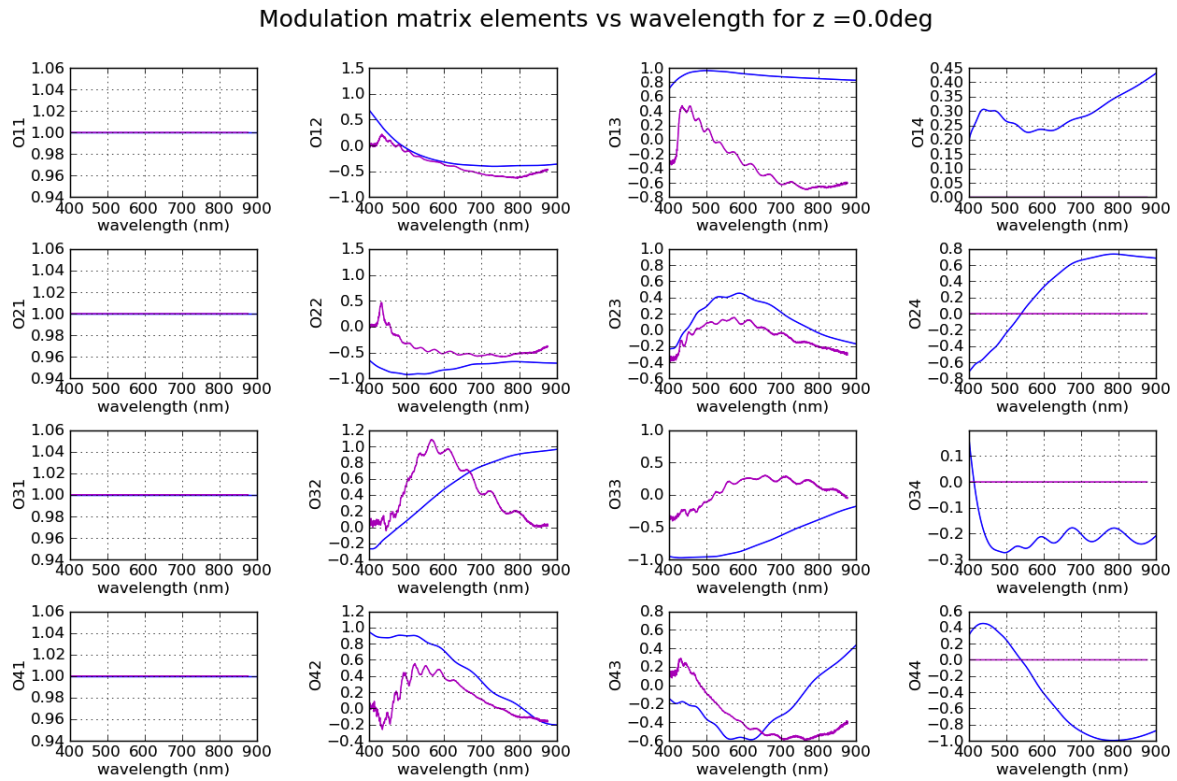 Modulation matrix elements vs wavelength for z =0.0deg
O11
1.06
1.04
1.02
1.00
0.98
0.96
0.94
400 500 600 700 800 900
wavelength (nm)
O12
1.5
1.0
0.5
0.0
−0.5
−1.0
400 500 600 700 800 900
wavelength (nm)
O13
1.0
0.8
0.6
0.4
0.2
0.0
−0.2
−0.4
−0.6
−0.8
400 500 600 700 800 900
wavelength (nm)
O14
0.45
0.40
0.35
0.30
0.25
0.20
0.15
0.10
0.05
0.00
400 500 600 700 800 900
wavelength (nm)
O21
1.06
1.04
1.02
1.00
0.98
0.96
0.94
400 500 600 700 800 900
wavelength (nm)
O22
1.5
1.0
0.5
0.0
−0.5
−1.0
400 500 600 700 800 900
wavelength (nm)
O23
1.0
0.8
0.6
0.4
0.2
0.0
−0.2
−0.4
−0.6
400 500 600 700 800 900
wavelength (nm)
O24
0.8
0.6
0.4
0.2
0.0
−0.2
−0.4
−0.6
−0.8
400 500 600 700 800 900
wavelength (nm)
O31
1.06
1.04
1.02
1.00
0.98
0.96
0.94
400 500 600 700 800 900
wavelength (nm)
O32
1.2
1.0
0.8
0.6
0.4
0.2
0.0
−0.2
−0.4
400 500 600 700 800 900
wavelength (nm)
O33
1.0
0.5
0.0
−0.5
−1.0
400 500 600 700 800 900
wavelength (nm)
O34
0.1
0.0
−0.1
−0.2
−0.3
400 500 600 700 800 900
wavelength (nm)
O41
1.06
1.04
1.02
1.00
0.98
0.96
0.94
400 500 600 700 800 900
wavelength (nm)
O42
1.2
1.0
0.8
0.6
0.4
0.2
0.0
−0.2
−0.4
400 500 600 700 800 900
wavelength (nm)
O43
0.8
0.6
0.4
0.2
0.0
−0.2
−0.4
−0.6
400 500 600 700 800 900
wavelength (nm)
O44
0.6
0.4
0.2
0.0
−0.2
−0.4
−0.6
−0.8
−1.0
400 500 600 700 800 900
wavelength (nm)